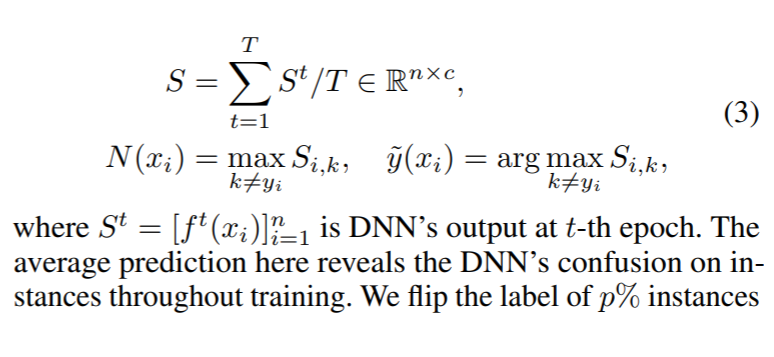 S = \sum_{t=1}^{T} S^t/T \in \mathbb{R}^{n \times c},
(3)
N(x_i) = \max_{k \neq y_i} S_{i,k}, \quad \tilde{y}(x_i) = \arg\max_{k \neq y_i} S_{i,k},
where S^t = [f^t(x_i)]_{i=1}^n is DNN's output at t-th epoch. The
average prediction here reveals the DNN's confusion on in-
stances throughout training. We flip the label of p% instances